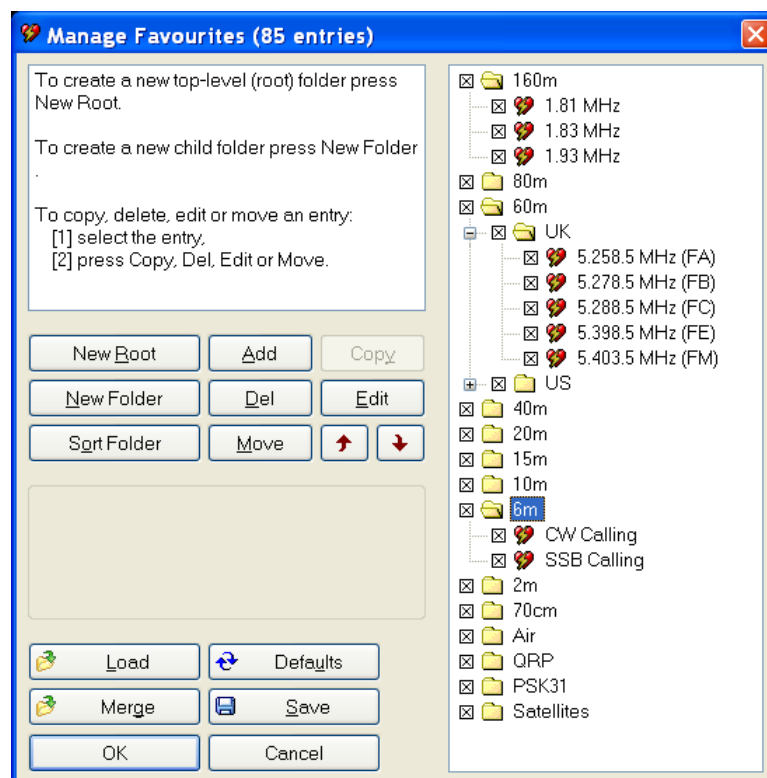 Manage Favourites (85 entries)
To create a new top-level (root) folder press
New Root.
To create a new child folder press New Folder
.
To copy, delete, edit or move an entry:
[1] select the entry,
[2] press Copy, Del, Edit or Move.
New Root
Add
Copy
New Folder
Del
Edit
Sort Folder
Move
Load
Defaults
Merge
Save
OK
Cancel
160m
1.81 MHz
1.83 MHz
1.93 MHz
80m
60m
UK
5.258.5 MHz (FA)
5.278.5 MHz (FB)
5.288.5 MHz (FC)
5.398.5 MHz (FE)
5.403.5 MHz (FM)
US
40m
20m
15m
10m
6m
CW Calling
SSB Calling
2m
70cm
Air
QRP
PSK31
Satellites